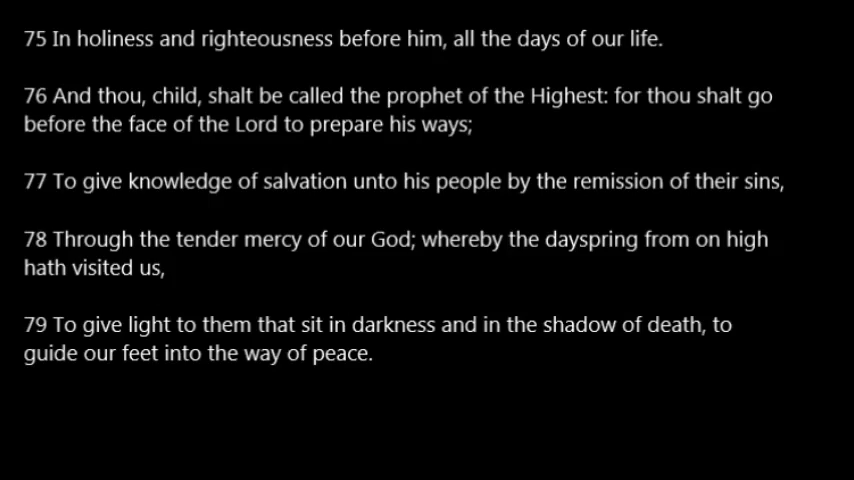 75 In holiness and righteousness before him, all the days of our life.
76 And thou, child, shalt be called the prophet of the Highest: for thou shalt go
before the face of the Lord to prepare his ways;
77 To give knowledge of salvation unto his people by the remission of their sins,
78 Through the tender mercy of our God; whereby the dayspring from on high
hath visited us,
79 To give light to them that sit in darkness and in the shadow of death, to
guide our feet into the way of peace.